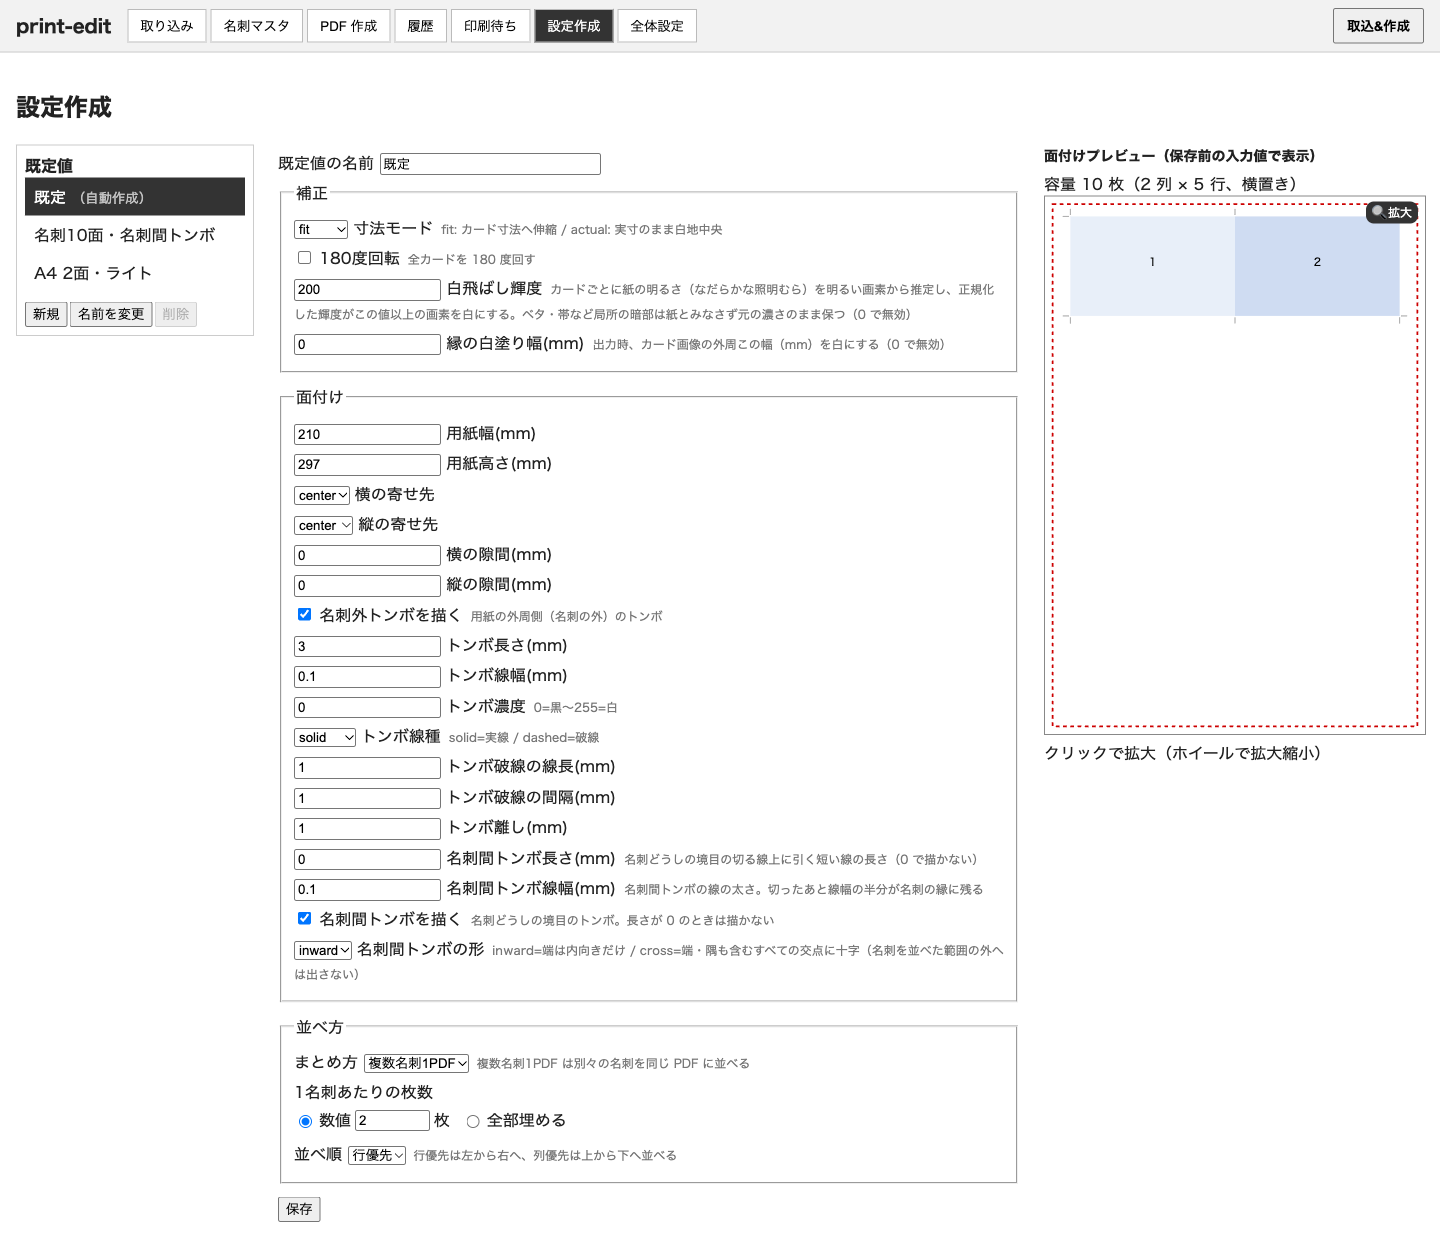 print-edit
取り込み
名刺マスタ
PDF 作成
履歴
印刷待ち
設定作成
全体設定
取込&作成
設定作成
既定値
既定 （自動作成）
名刺10面・名刺間トンボ
A4 2面・ライト
新規 名前を変更 削除
既定値の名前 既定
補正
fit 寸法モード fit: カード寸法へ伸縮 / actual: 実寸のまま白地中央
180度回転 全カードを 180 度回す
200 白飛ばし輝度 カードごとに紙の明るさ（なだらかな照明むら）を明るい画素から推定し、正規化
した輝度がこの値以上の画素を白にする。ベタ・帯など局所の暗部は紙とみなさず元の濃さのまま保つ（0 で無効）
0 縁の白塗り幅(mm) 出力時、カード画像の外周この幅（mm）を白にする（0 で無効）
面付け
210 用紙幅(mm)
297 用紙高さ(mm)
center 横の寄せ先
center 縦の寄せ先
0 横の隙間(mm)
0 縦の隙間(mm)
名刺外トンボを描く 用紙の外周側（名刺の外）のトンボ
3 トンボ長さ(mm)
0.1 トンボ線幅(mm)
0 トンボ濃度 0=黒〜255=白
solid トンボ線種 solid=実線 / dashed=破線
1 トンボ破線の線長(mm)
1 トンボ破線の間隔(mm)
1 トンボ離し(mm)
0 名刺間トンボ長さ(mm) 名刺どうしの境目の切る線上に引く短い線の長さ（0 で描かない）
0.1 名刺間トンボ線幅(mm) 名刺間トンボの線の太さ。切ったあと線幅の半分が名刺の縁に残る
名刺間トンボを描く 名刺どうしの境目のトンボ。長さが 0 のときは描かない
inward 名刺間トンボの形 inward=端は内向きだけ / cross=端・隅も含むすべての交点に十字（名刺を並べた範囲の外へ
は出さない）
並べ方
まとめ方 複数名刺1PDF 複数名刺1PDF は別々の名刺を同じ PDF に並べる
1名刺あたりの枚数
数値 2 枚 全部埋める
並べ順 行優先 行優先は左から右へ、列優先は上から下へ並べる
保存
面付けプレビュー（保存前の入力値で表示）
容量 10 枚（2 列 × 5 行、横置き）
拡大
1 2
クリックで拡大（ホイールで拡大縮小）